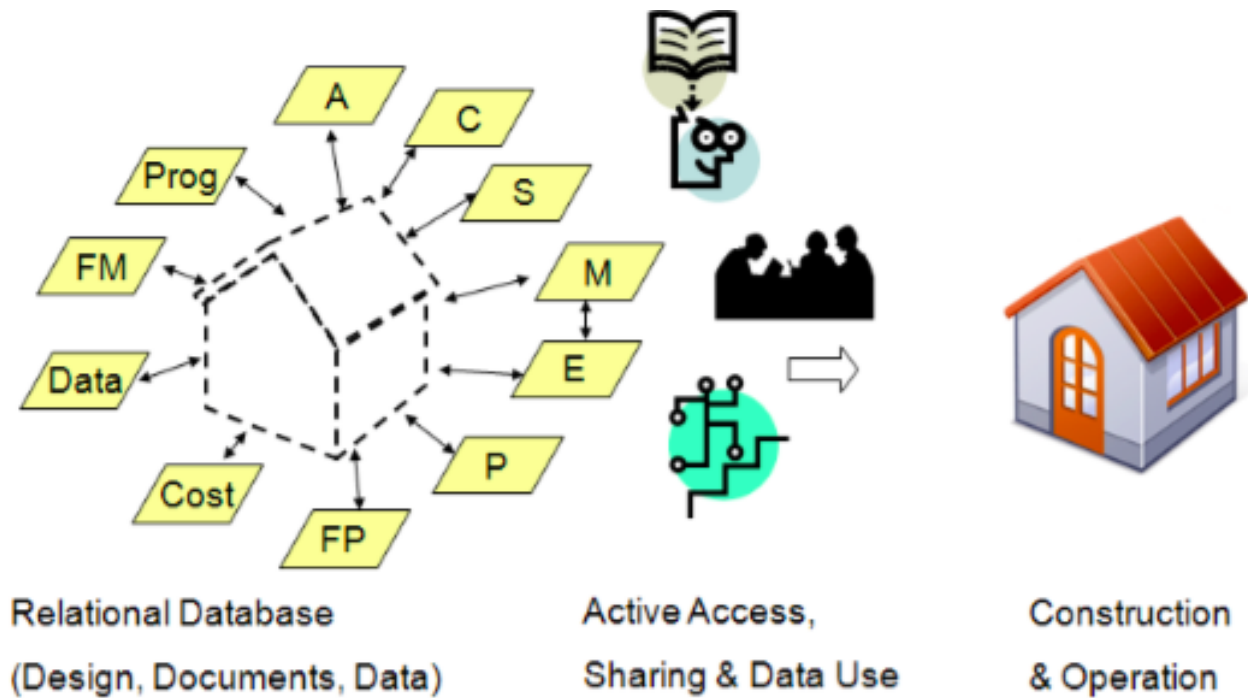 A
C
Prog
S
FM
M
Data
E
P
Cost
FP
Relational Database
(Design, Documents, Data)
Active Access,
Sharing & Data Use
Construction
& Operation